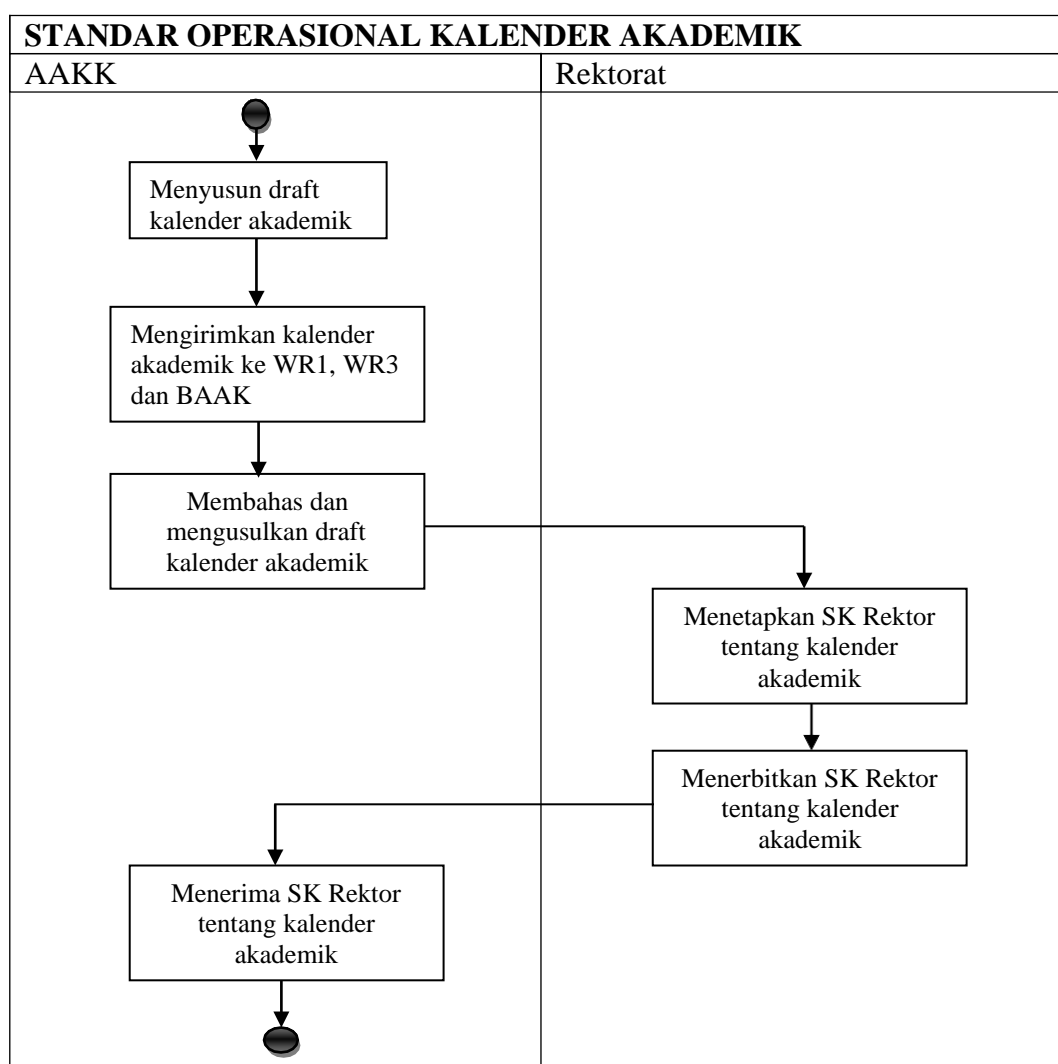 STANDAR OPERASIONAL KALENDER AKADEMIK
AAKK
Rektorat
Menyusun draft
kalender akademik
Mengirimkan kalender
akademik ke WR1, WR3
dan BAAK
Membahas dan
mengusulkan draft
kalender akademik
Menetapkan SK Rektor
tentang kalender
akademik
Menerbitkan SK Rektor
tentang kalender
akademik
Menerima SK Rektor
tentang kalender
akademik